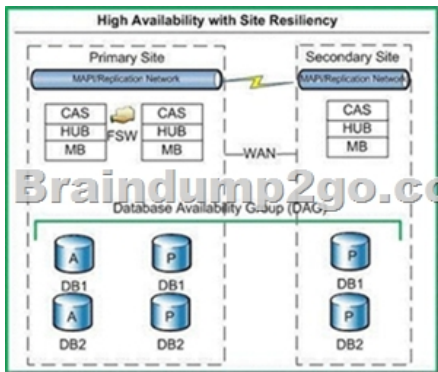 High Availability with Site Resiliency
Primary Site
Secondary Site
MAPI/Replication Network
MAPI/Replication Network
CAS
HUB
MB
FSW
CAS
HUB
MB
CAS
HUB
MB
WAN
Braindump2go.co
Database Availability Group (DAG)
A
P
P
DB1
DB1
DB1
A
P
P
DB2
DB2
DB2